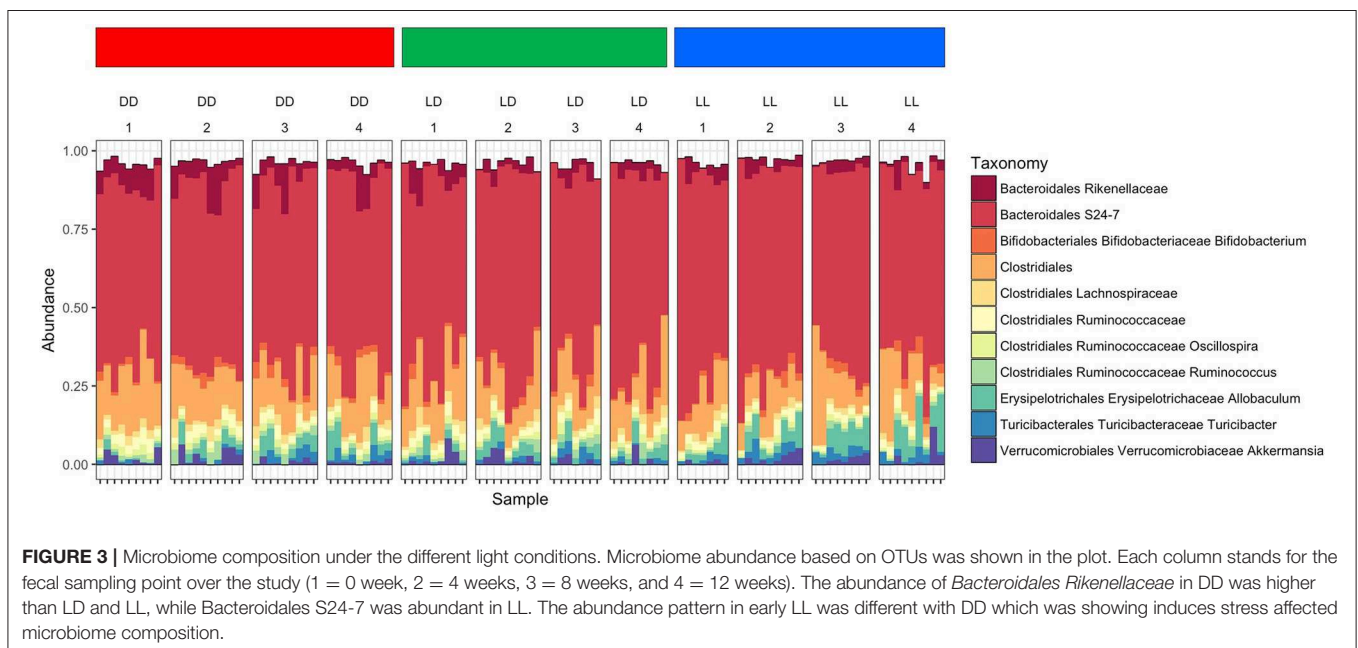 DD DD DD DD LD LD LD LD LL LL LL LL
1 2 3 4 1 2 3 4 1 2 3 4
1.00
0.75
0.50
0.25
0.00
Abundance
Sample
Taxonomy
Bacteroidales Rikenellaceae
Bacteroidales S24-7
Bifidobacteriales Bifidobacteriaceae Bifidobacterium
Clostridiales
Clostridiales Lachnospiraceae
Clostridiales Ruminococcaceae
Clostridiales Ruminococcaceae Oscillospira
Clostridiales Ruminococcaceae Ruminococcus
Erysipelotrichales Erysipelotrichaceae Allobaculum
Turicibacterales Turicibacteraceae Turicibacter
Verrucomicrobiales Verrucomicrobiaceae Akkermansia
FIGURE 3 | Microbiome composition under the different light conditions. Microbiome abundance based on OTUs was shown in the plot. Each column stands for the
fecal sampling point over the study (1 = 0 week, 2 = 4 weeks, 3 = 8 weeks, and 4 = 12 weeks). The abundance of Bacteroidales Rikenellaceae in DD was higher
than LD and LL, while Bacteroidales S24-7 was abundant in LL. The abundance pattern in early LL was different with DD which was showing induces stress affected
microbiome composition.